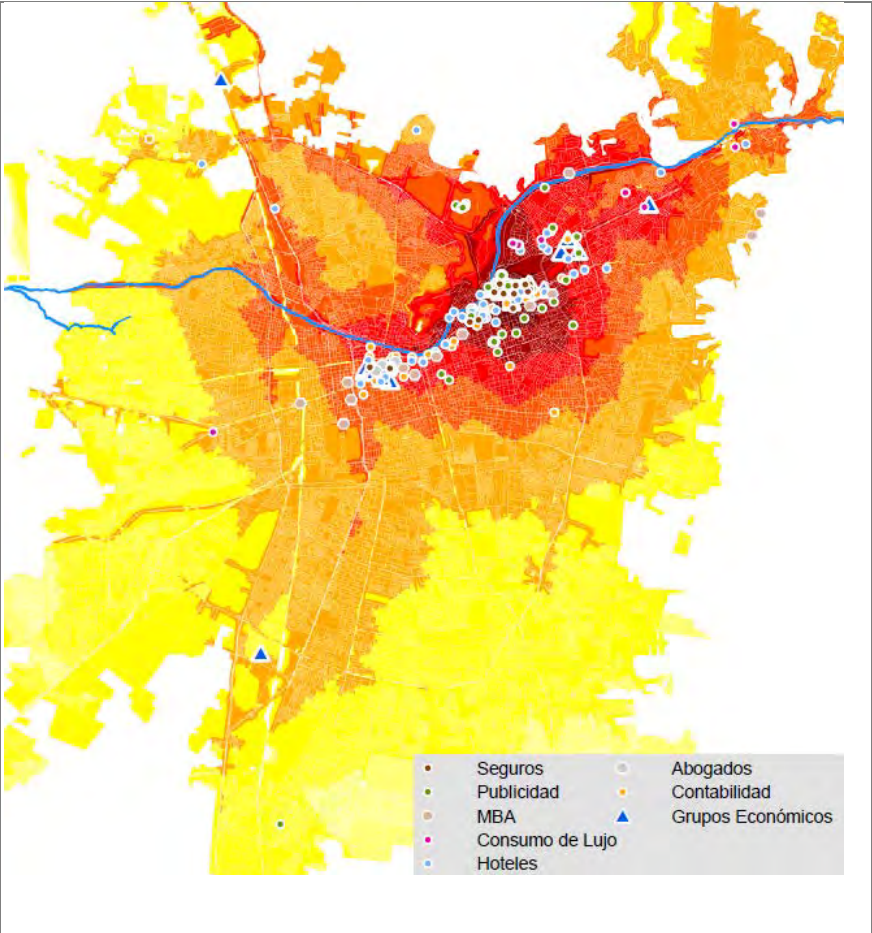 Seguros
Publicidad
MBA
Consumo de Lujo
Hoteles
Abogados
Contabilidad
Grupos Económicos